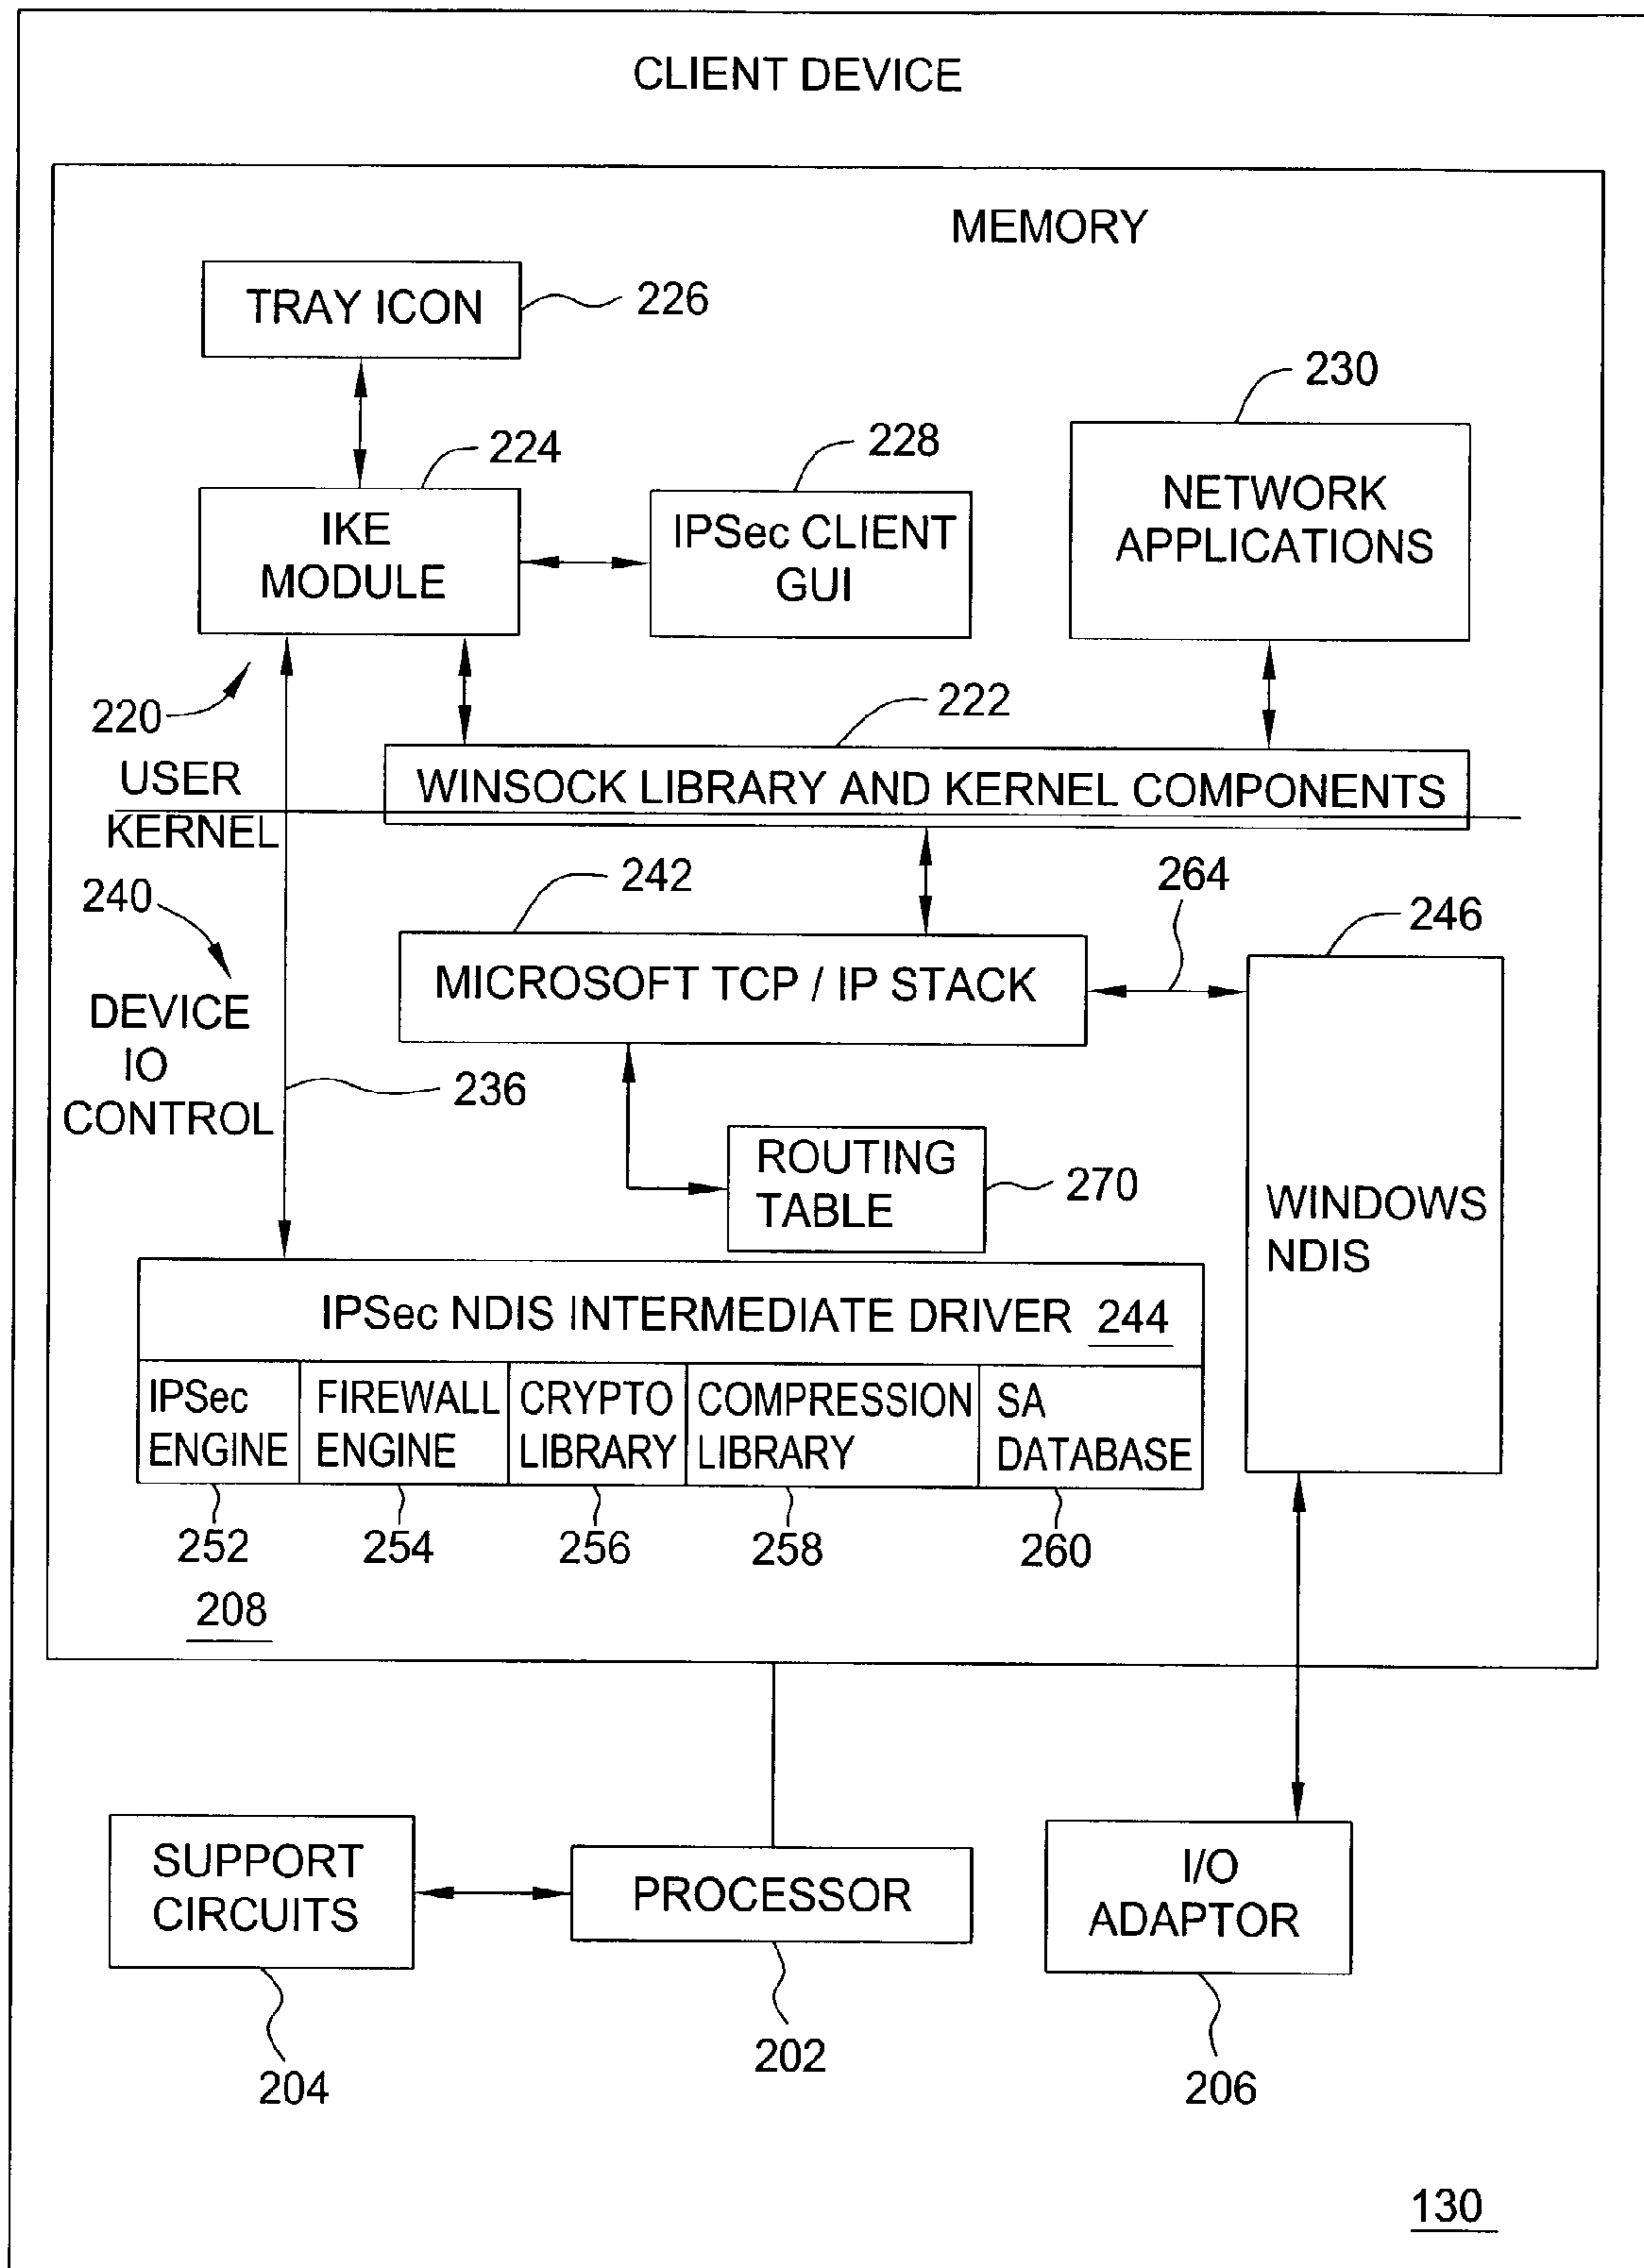 CLIENT DEVICE
MEMORY
TRAY ICON
226
230
224
228
IKE
MODULE
IPSec CLIENT
GUI
NETWORK
APPLICATIONS
220
222
USER
WINSOCK LIBRARY AND KERNEL COMPONENTS
KERNEL
240
242
264
246
MICROSOFT TCP / IP STACK
DEVICE
IO
CONTROL
236
ROUTING
TABLE
270
WINDOWS
NDIS
IPSec NDIS INTERMEDIATE DRIVER 244
IPSec
ENGINE
FIREWALL
ENGINE
CRYPTO
LIBRARY
COMPRESSION
LIBRARY
SA
DATABASE
252
254
256
258
260
208
SUPPORT
CIRCUITS
PROCESSOR
I/O
ADAPTOR
204
202
206
130